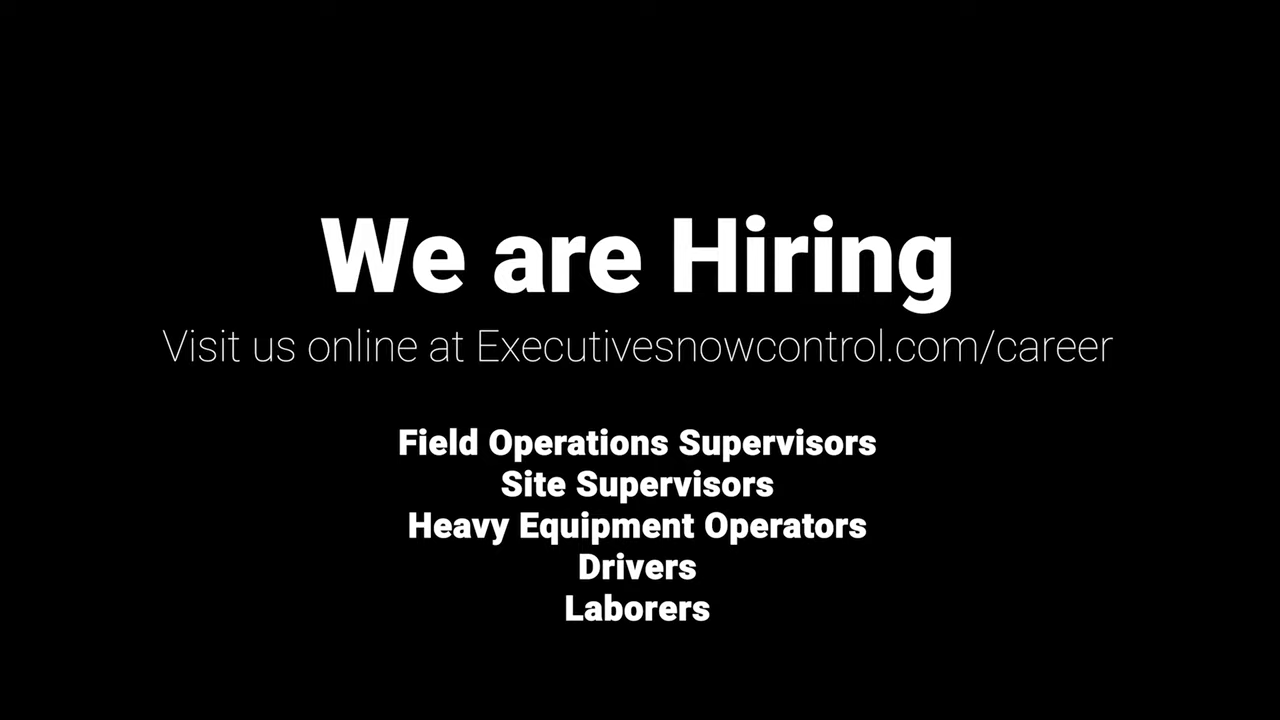 We are Hiring
Visit us online at Executivesnowcontrol.com/career
Field Operations Supervisors
Site Supervisors
Heavy Equipment Operators
Drivers
Laborers